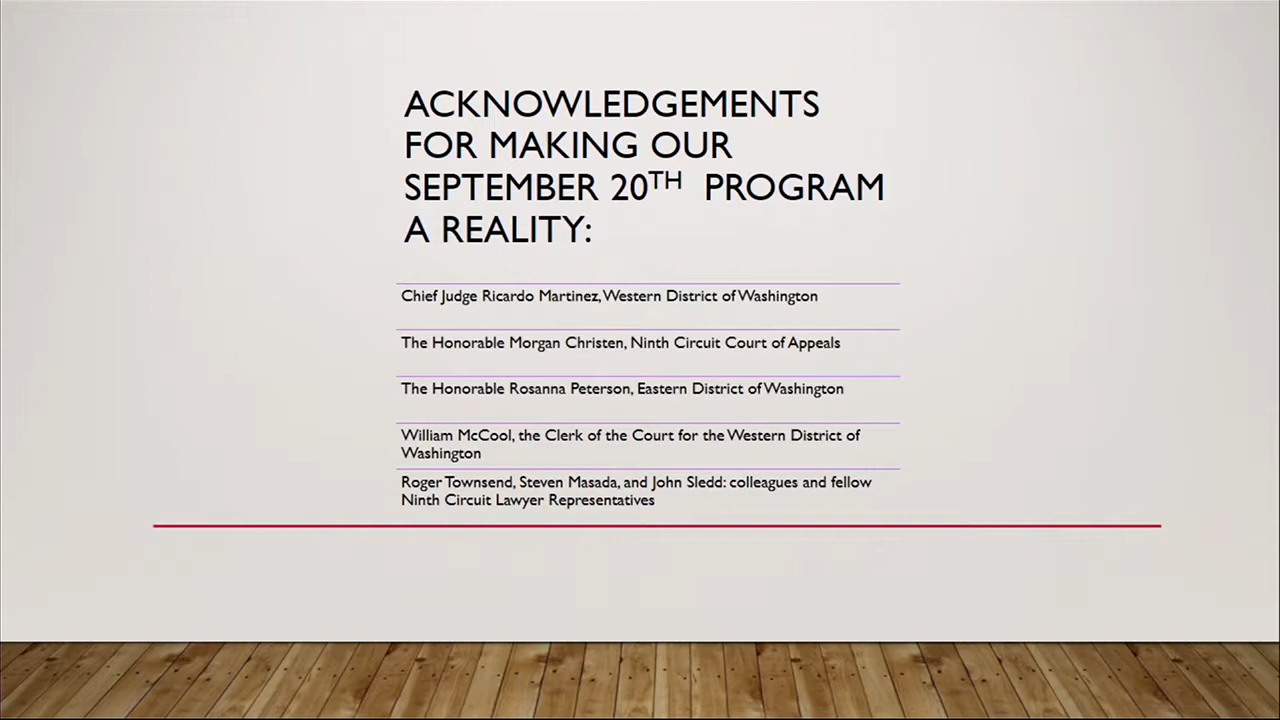 ACKNOWLEDGEMENTS
FOR MAKING OUR
SEPTEMBER 20TH PROGRAM
A REALITY:
Chief Judge Ricardo Martinez, Western District of Washington
The Honorable Morgan Christen, Ninth Circuit Court of Appeals
The Honorable Rosanna Peterson, Eastern District of Washington
William McCool, the Clerk of the Court for the Western District of
Washington
Roger Townsend, Steven Masada, and John Sledd: colleagues and fellow
Ninth Circuit Lawyer Representatives